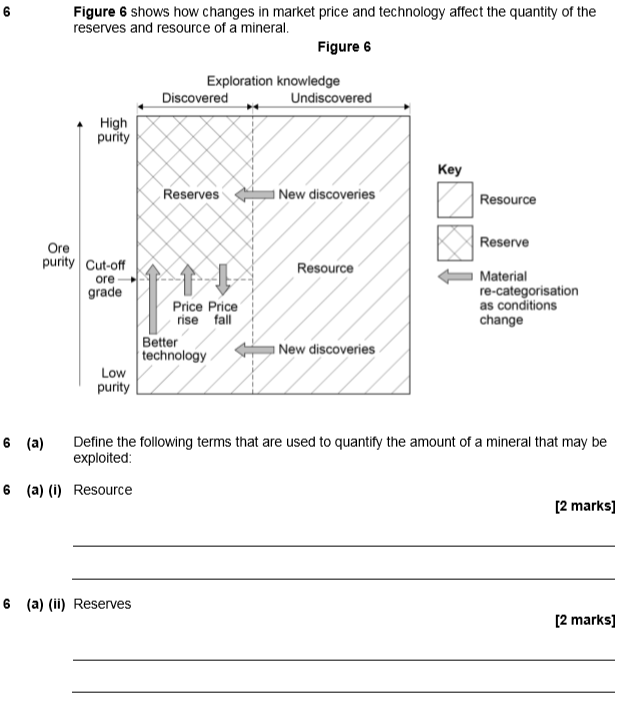 6 Figure 6 shows how changes in market price and technology affect the quantity of the
reserves and resource of a mineral.
Figure 6
Exploration knowledge
Discovered Undiscovered
High
purity
Key
Reserves New discoveries
Resource
Reserve
Ore
purity
Cut-off
ore
grade
Resource
Material
re-categorisation
as conditions
change
Price Price
rise fall
Better
technology
New discoveries
Low
purity
6 (a) Define the following terms that are used to quantify the amount of a mineral that may be
exploited:
6 (a) (i) Resource
[2 marks]
6 (a) (ii) Reserves
[2 marks]